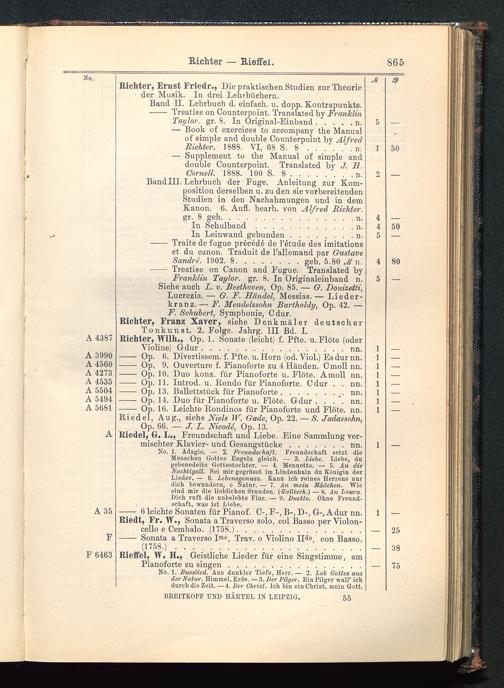 Richter — Rieffel. 865
No. ℳ ₰
Richter, Ernst Friedr., Die praktischen Studien zur Theorie
der Musik. In drei Lehrbüchern.
Band II. Lehrbuch d. einfach. u. dopp. Kontrapunkts.
— Treatise on Counterpoint. Translated by Franklin
Taylor. gr. 8. In Original-Einband . . . . . n. 5 —
— Book of exercices to accompany the Manual
of simple and double Counterpoint by Alfred
Richter. 1888. VI, 68 S. 8 . . . . . . . n. 1 50
— Supplement to the Manual of simple and
double Counterpoint. Translated by J. H.
Cornell. 1888. 100 S. 8 . . . . . . . . n. 2 —
Band III. Lehrbuch der Fuge. Anleitung zur Kom-
position derselben u. zu den sie vorbereitenden
Studien in den Nachahmungen und in dem
Kanon. 6. Aufl. bearb. von Alfred Richter.
gr. 8 geh. . . . . . . . . . . . . . n. 4 —
In Schulband . . . . . . . . . . . n. 4 50
In Leinwand gebunden . . . . . . . . n. 5 —
— Traite de fugue précédé de l'étude des imitations
et du canon. Traduit de l'allemand par Gustave
Sandré. 1902. 8 . . . . . . geb. 5.80 ℳ n. 4 80
— Treatise on Canon and Fugue. Translated by
Franklin Taylor. gr. 8. In Originaleinband n. 5 —
Siehe auch L. v. Beethoven, Op. 85. — G. Donizetti,
Lucrezia. — G. F. Händel, Messias. — Lieder-
kranz. — F. Mendelssohn Bartholdy, Op. 42. —
F. Schubert, Symphonie, C dur.
Richter, Franz Xaver, siehe Denkmäler deutscher
Tonkunst. 2. Folge. Jahrg. III Bd. I.
A 4387 Richter, Wilh., Op. 1. Sonate (leicht) f. Pfte. u. Flöte (oder
Violine) G dur . . . . . . . . . . . . . nn. 1 —
A 3990 — Op. 6. Divertissem. f. Pfte. u. Horn (od. Viol.) Es dur nn. 1 —
A 4560 — Op. 9. Ouverture f. Pianoforte zu 4 Händen. C moll nn. 1 —
A 4273 — Op. 10. Duo konz. für Pianoforte u. Flöte. A moll nn. 1 —
A 4535 — Op. 11. Introd. u. Rondo für Pianoforte. C dur . . nn. 1 —
A 5504 — Op. 13. Balletstück für Pianoforte . . . . . . . nn. 1 —
A 5494 — Op. 14. Duo für Pianoforte u. Flöte. G dur . . . nn. 1 —
A 5681 — Op. 16. Leichte Rondinos für Pianoforte und Flöte. nn. 1 —
Riedel, Aug., siehe Niels W. Gade, Op. 22. — S. Jadassohn,
Op. 66. — J. L. Nicodé, Op. 13.
A Riedel, G. L., Freundschaft und Liebe. Eine Sammlung ver-
mischter Klavier- und Gesangstücke . . . . . . nn. 1 —
No. 1. Adagio. — 2. Freundschaft. Freundschaft setzt die
Menschen Gottes Engeln gleich. — 3. Liebe. Liebe, du
gebenedeite Gottestochter. — 4. Menuetto. — 5. An die
Nachtigall. Sei mir gegrüsst in Lindenhain du Königin der
Lieder. — 6. Lebensgenuss. Kann ich reines Herzens nur
dich bewundern, o Natur. — 7. An mein Mädchen. Wie
sind mir die lieblichen Stunden. (Gallisch.) — 8. An Laura.
Dich ruft die unbelebte Flur. — 9. Duetto. Ohne Freund-
schaft, was ist Liebe.
A 35 — 6 leichte Sonaten für Pianof. C-, F-, B-, D-, G-, A dur nn. 1 —
Riedt, Fr. W., Sonata a Traverso solo, col Basso per Violon-
cello e Cembalo. (1758.) . . . . . . . . . . . . — 25
F — Sonata a Traverso Imo, Trav. o Violino IIdo, con Basso.
(1758.) . . . . . . . . . . . . . . . . . . — 38
F 6463 Rieffel, W. H., Geistliche Lieder für eine Singstimme, am
Pianoforte zu singen . . . . . . . . . . . . — 75
No. 1. Busslied. Aus dunkler Tiefe, Herr. — 2. Lob Gottes aus
der Natur. Himmel, Erde. — 3. Der Pilger. Ein Pilger wall' ich
durch die Zeit. — 4. Der Christ. Ich bin ein Christ, mein Gott.
BREITKOPF UND HÄRTEL IN LEIPZIG. 55